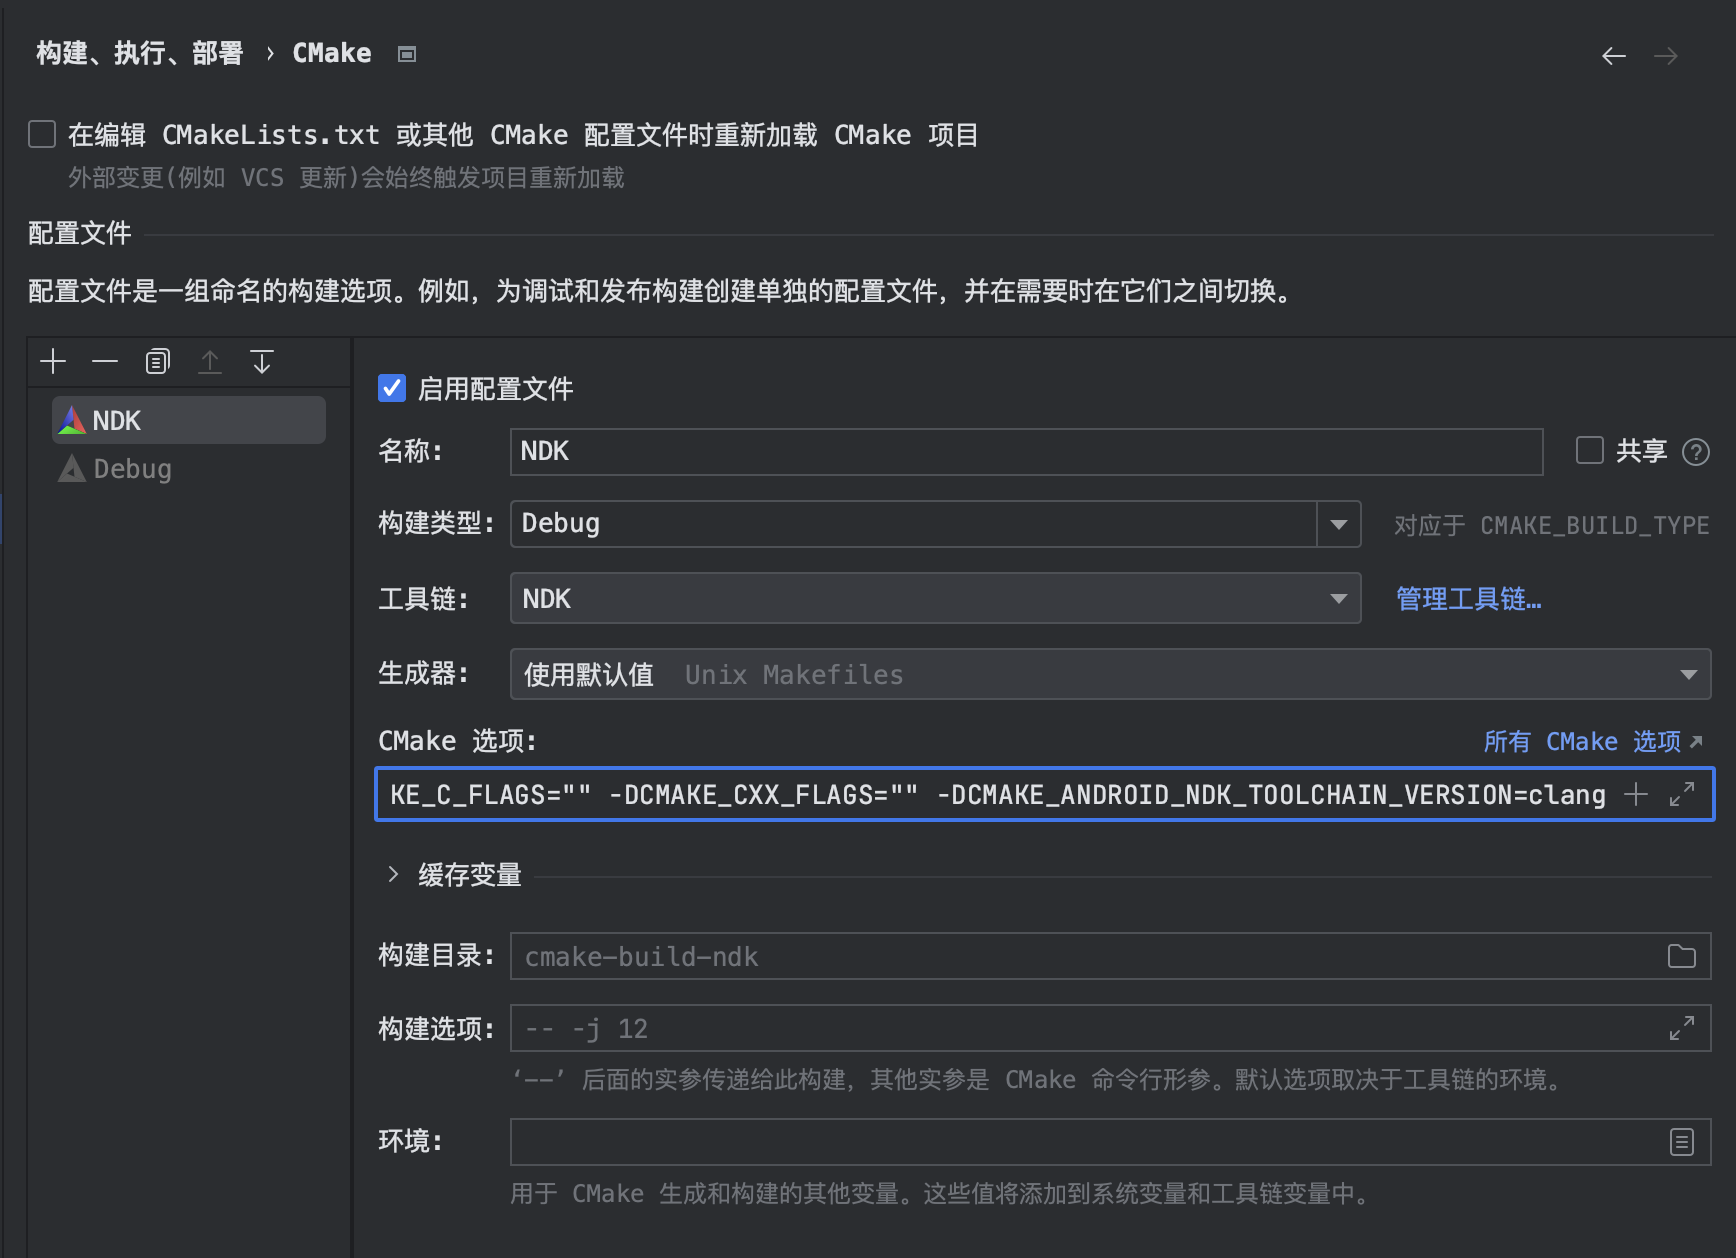 构建、执行、部署 › CMake
在编辑 CMakeLists.txt 或其他 CMake 配置文件时重新加载 CMake 项目
外部变更(例如 VCS 更新)会始终触发项目重新加载
配置文件
配置文件是一组命名的构建选项。例如，为调试和发布构建创建单独的配置文件，并在需要时在它们之间切换。
NDK
Debug
启用配置文件
名称: NDK 共享 ?
构建类型: Debug 对应于 CMAKE_BUILD_TYPE
工具链: NDK 管理工具链…
生成器: 使用默认值 Unix Makefiles
CMake 选项: 所有 CMake 选项
KE_C_FLAGS="" -DCMAKE_CXX_FLAGS="" -DCMAKE_ANDROID_NDK_TOOLCHAIN_VERSION=clang
缓存变量
构建目录: cmake-build-ndk
构建选项: -- -j 12
‘--’ 后面的实参传递给此构建，其他实参是 CMake 命令行形参。默认选项取决于工具链的环境。
环境:
用于 CMake 生成和构建的其他变量。这些值将添加到系统变量和工具链变量中。